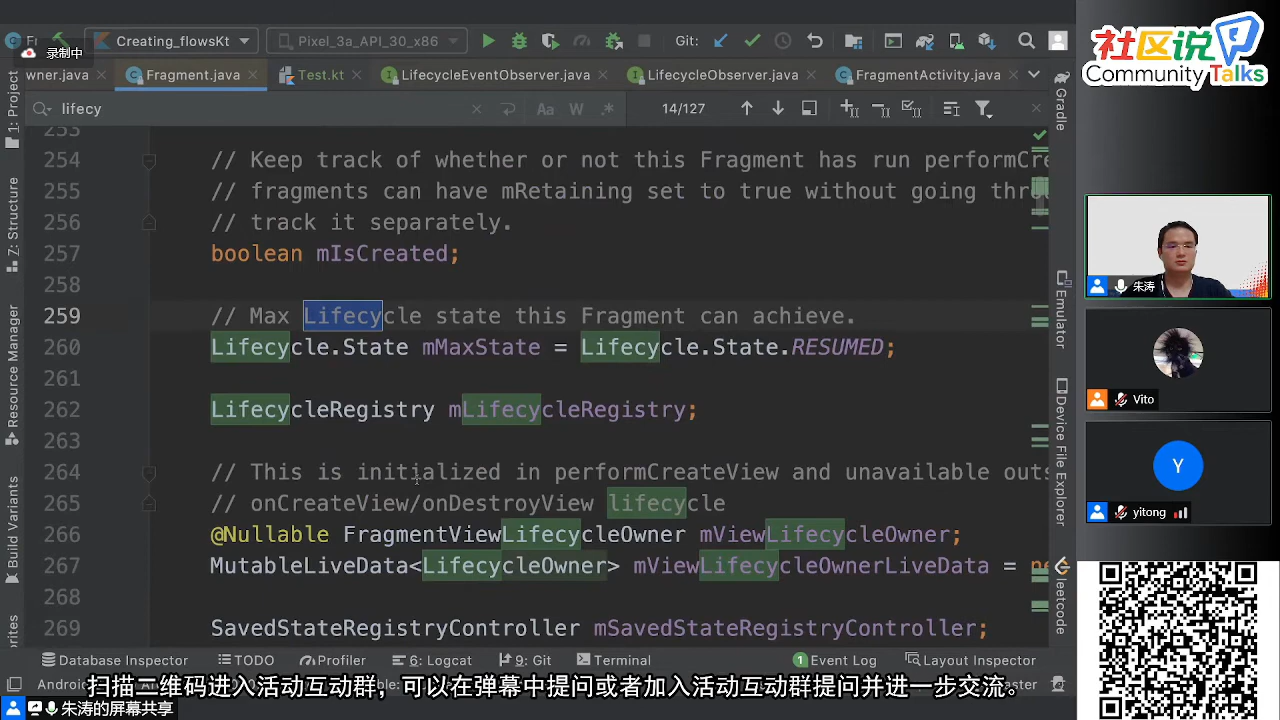 Creating_flowsKt
Pixel_3a_API_30
Git:
录制中
wner.java
Fragment.java
Test.kt
LifecycleObserver.java
FragmentActivity.java
lifecy
Aa
W
.*
14/127
253
254 // Keep track of whether or not this Fragment has run performCre
255 // fragments can have mRetaining set to true without going throu
256 // track it separately.
257 boolean mIsCreated;
258
259 // Max Lifecycle state this Fragment can achieve.
260 Lifecycle.State mMaxState = Lifecycle.State.RESUMED;
261
262 LifecycleRegistry mLifecycleRegistry;
263
264 // This is initialized in performCreateView and unavailable outs
265 // onCreateView/onDestroyView lifecycle
266 @Nullable FragmentViewLifecycleOwner mViewLifecycleOwner;
267 MutableLiveData<LifecycleOwner> mViewLifecycleOwnerLiveData = ne
268
269 SavedStateRegistryController mSavedStateRegistryController;
1: Project
Z: Structure
Resource Manager
Build Variants
Gradle
Emulator
Device File Explorer
leetcode
Database Inspector
TODO
Profiler
6: Logcat
9: Git
Terminal
1 Event Log
Layout Inspector
扫描二维码进入活动互动群，可以在弹幕中提问或者加入活动互动群提问并进一步交流。
朱涛的屏幕共享
社区说
Community Talks
朱涛
Vito
Y
yitong